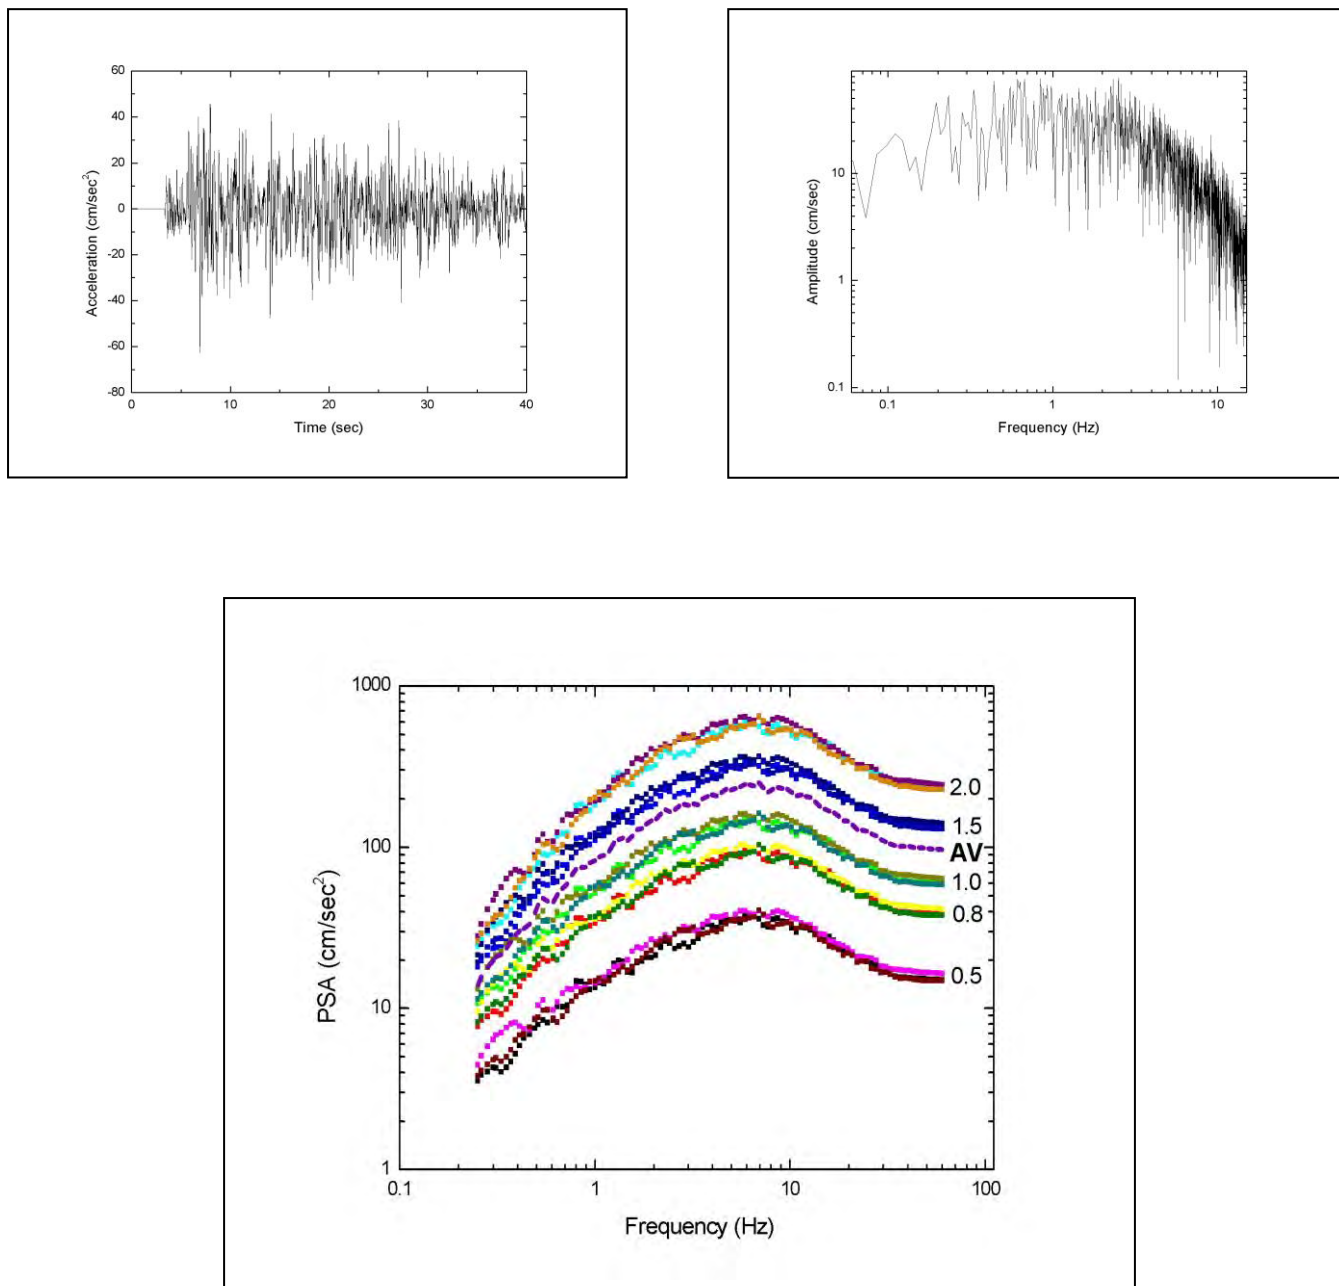 60
40
20
0
-20
-40
-60
-80
Acceleration (cm/sec²)
0 10 20 30 40
Time (sec)
10
1
0.1
Amplitude (cm/sec)
0.1 1 10
Frequency (Hz)
1000
100
10
1
PSA (cm/sec²)
2.0
1.5
AV
1.0
0.8
0.5
0.1 1 10 100
Frequency (Hz)